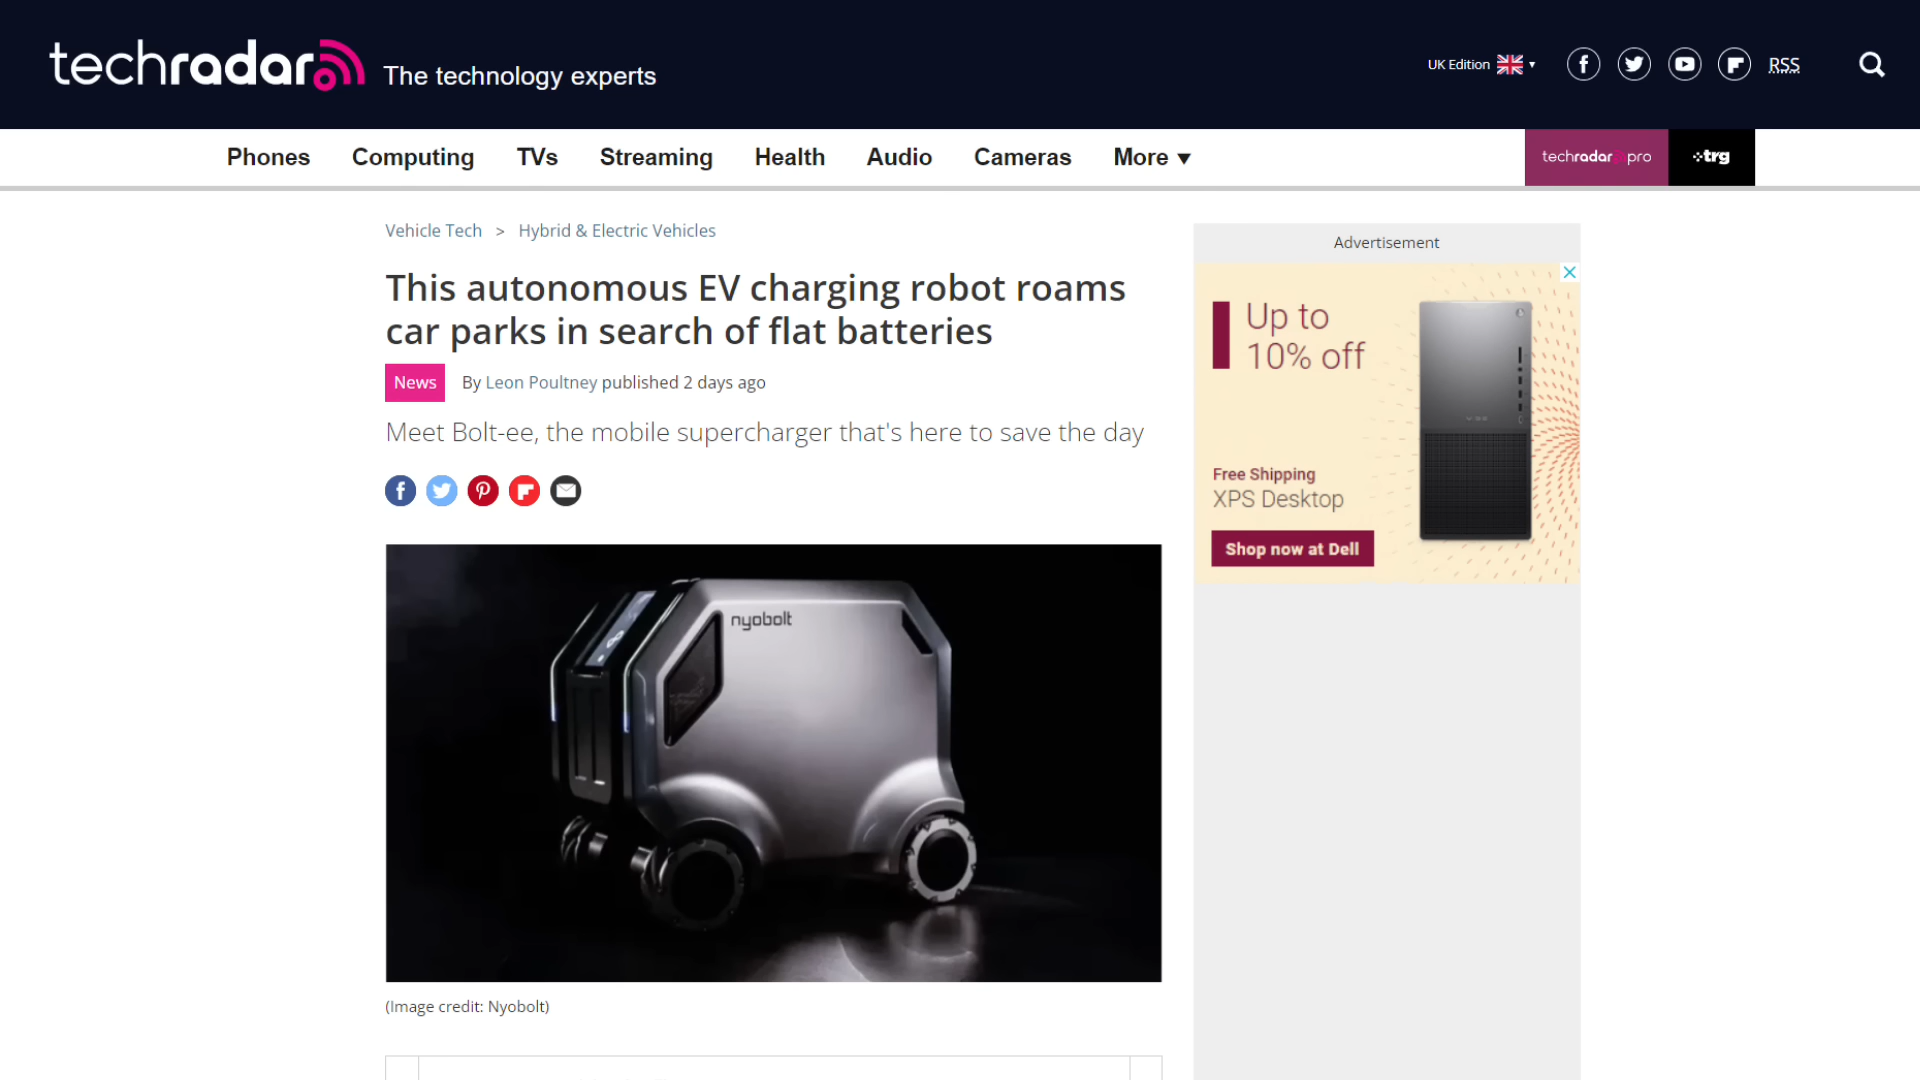 techradar The technology experts
UK Edition
RSS
Phones Computing TVs Streaming Health Audio Cameras More
techradar pro
trg
Vehicle Tech > Hybrid & Electric Vehicles
This autonomous EV charging robot roams
car parks in search of flat batteries
News By Leon Poultney published 2 days ago
Meet Bolt-ee, the mobile supercharger that's here to save the day
nyobolt
(Image credit: Nyobolt)
Advertisement
Up to
10% off
Free Shipping
XPS Desktop
Shop now at Dell